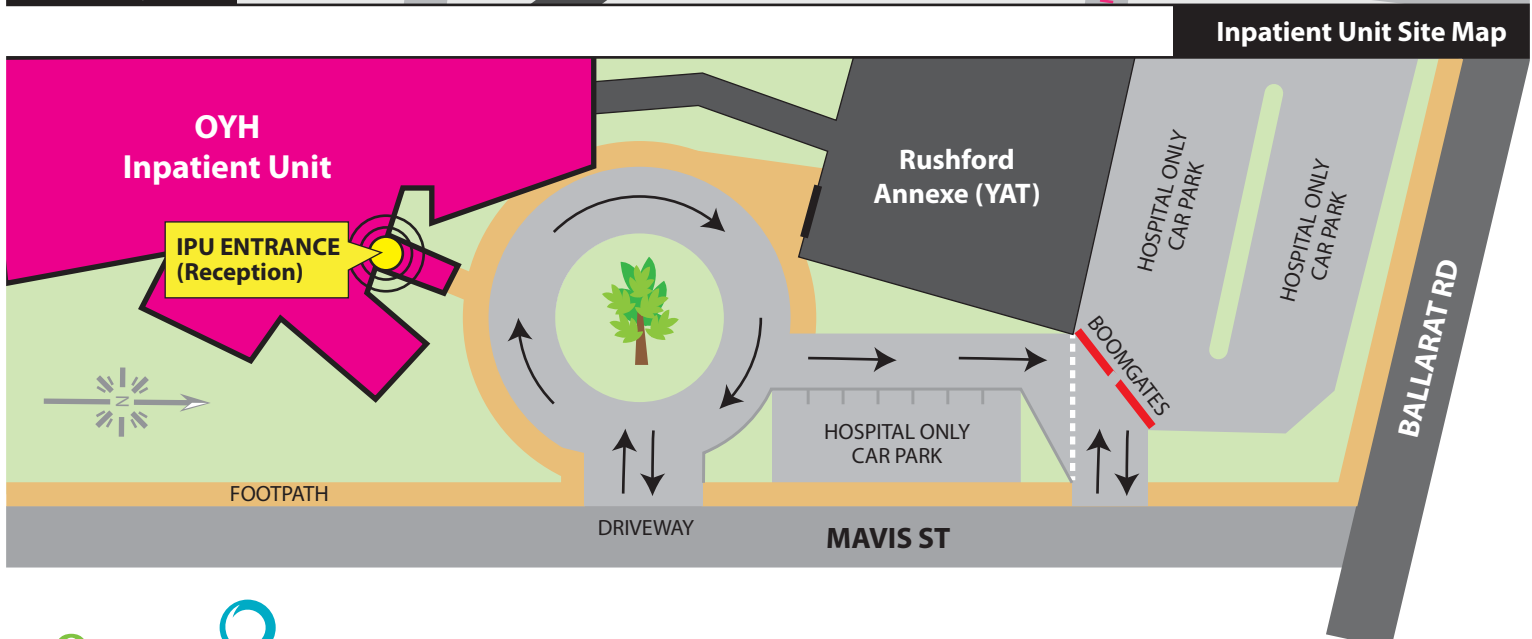 Inpatient Unit Site Map
OYH
Inpatient Unit
IPU ENTRANCE
(Reception)
Rushford
Annexe (YAT)
HOSPITAL ONLY
CAR PARK
HOSPITAL ONLY
CAR PARK
BALLARAT RD
BOOMGATES
N
HOSPITAL ONLY
CAR PARK
FOOTPATH
DRIVEWAY
MAVIS ST